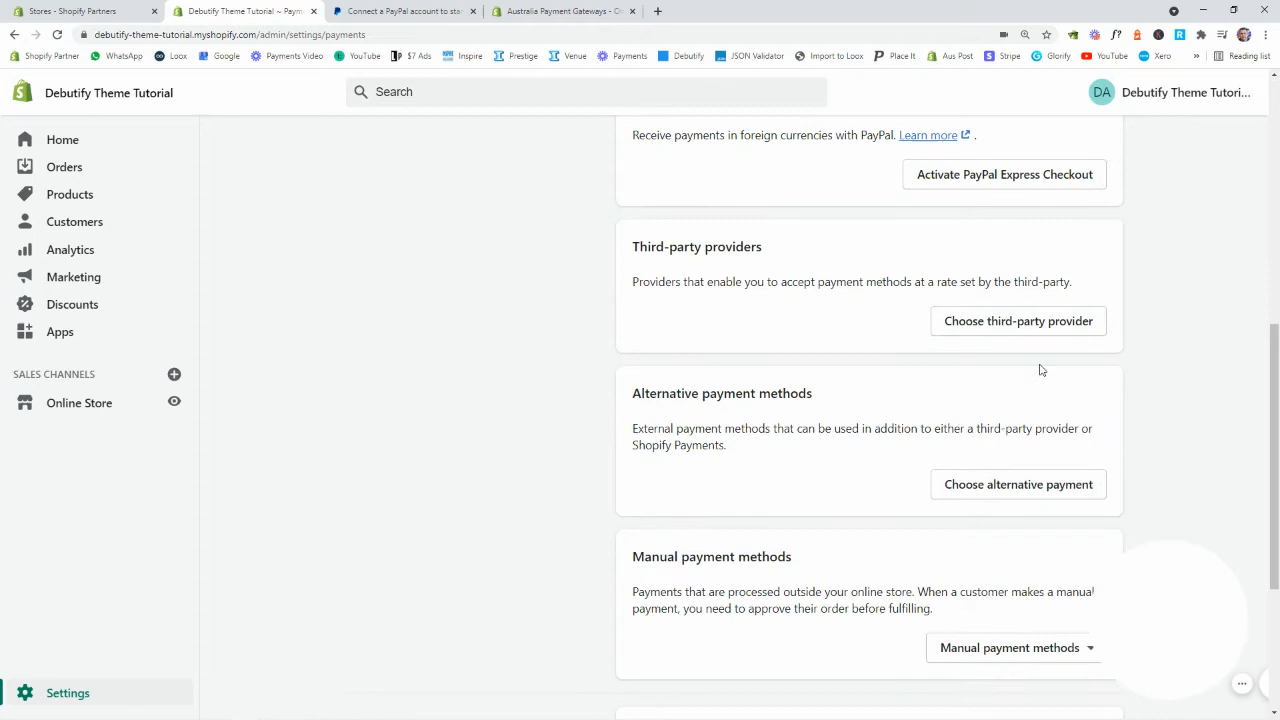 Stores - Shopify Partners
Debutify Theme Tutorial ~ Paym
Connect a PayPal account to sta
Australia Payment Gateways - C
debutify-theme-tutorial.myshopify.com/admin/settings/payments
Shopify Partner
WhatsApp
Loox
Google
Payments Video
YouTube
$7 Ads
Inspire
Prestige
Venue
Payments
Debutify
JSON Validator
Import to Loox
Place It
Aus Post
Stripe
Glorify
YouTube
Xero
»
Reading list
Debutify Theme Tutorial
Search
DA
Debutify Theme Tutori...
Home
Orders
Products
Customers
Analytics
Marketing
Discounts
Apps
SALES CHANNELS
Online Store
Settings
Receive payments in foreign currencies with PayPal. Learn more .
Activate PayPal Express Checkout
Third-party providers
Providers that enable you to accept payment methods at a rate set by the third-party.
Choose third-party provider
Alternative payment methods
External payment methods that can be used in addition to either a third-party provider or
Shopify Payments.
Choose alternative payment
Manual payment methods
Payments that are processed outside your online store. When a customer makes a manual
payment, you need to approve their order before fulfilling.
Manual payment methods